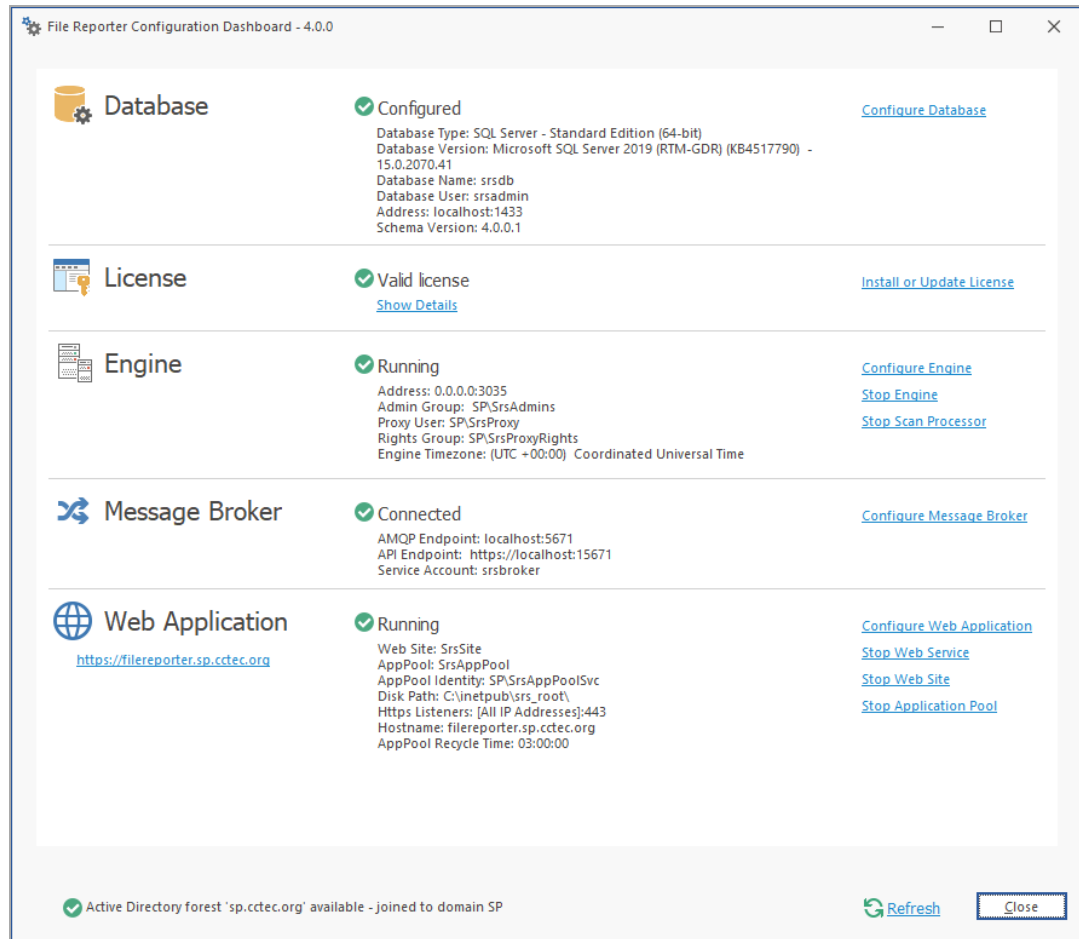 File Reporter Configuration Dashboard - 4.0.0
Database
Configured
Configure Database
Database Type: SQL Server - Standard Edition (64-bit)
Database Version: Microsoft SQL Server 2019 (RTM-GDR) (KB4517790)  -
15.0.2070.41
Database Name: srsdb
Database User: srsadmin
Address: localhost:1433
Schema Version: 4.0.0.1
License
Valid license
Install or Update License
Show Details
Engine
Running
Configure Engine
Address: 0.0.0.0:3035
Stop Engine
Admin Group:  SP\SrsAdmins
Proxy User: SP\SrsProxy
Stop Scan Processor
Rights Group: SP\SrsProxyRights
Engine Timezone: (UTC +00:00)  Coordinated Universal Time
Message Broker
Connected
Configure Message Broker
AMQP Endpoint: localhost:5671
API Endpoint:  https://localhost:15671
Service Account: srsbroker
Web Application
Running
Configure Web Application
https://filereporter.sp.cctec.org
Web Site: SrsSite
Stop Web Service
AppPool: SrsAppPool
AppPool Identity: SP\SrsAppPoolSvc
Stop Web Site
Disk Path: C:\inetpub\srs_root\
Https Listeners: [All IP Addresses]:443
Stop Application Pool
Hostname: filereporter.sp.cctec.org
AppPool Recycle Time: 03:00:00
Active Directory forest 'sp.cctec.org' available - joined to domain SP
Refresh
Close